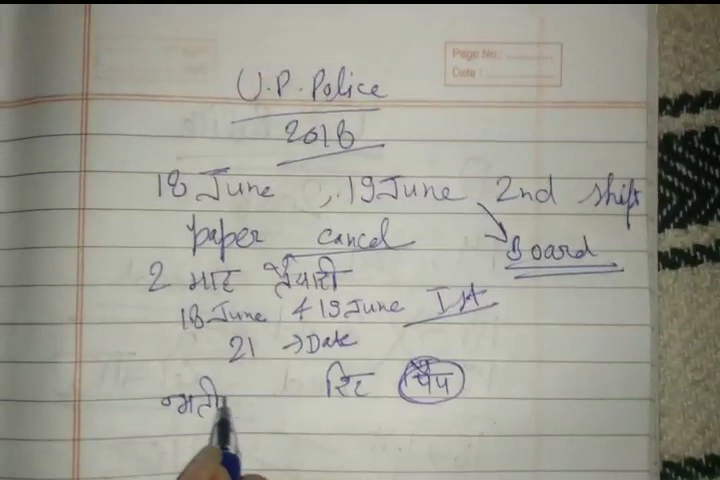 Page No.:
Date:
U.P. Police
2018
18 June , 19 June 2nd shift
paper cancel Board
2 माह तैयारी
18 June & 19 June Ist
21 → Date
रिट